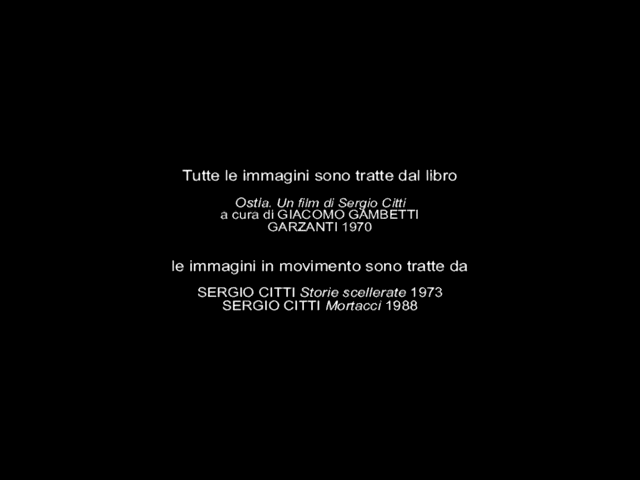 Tutte le immagini sono tratte dal libro
Ostia. Un film di Sergio Citti
a cura di GIACOMO GAMBETTI
GARZANTI 1970
le immagini in movimento sono tratte da
SERGIO CITTI Storie scellerate 1973
SERGIO CITTI Mortacci 1988